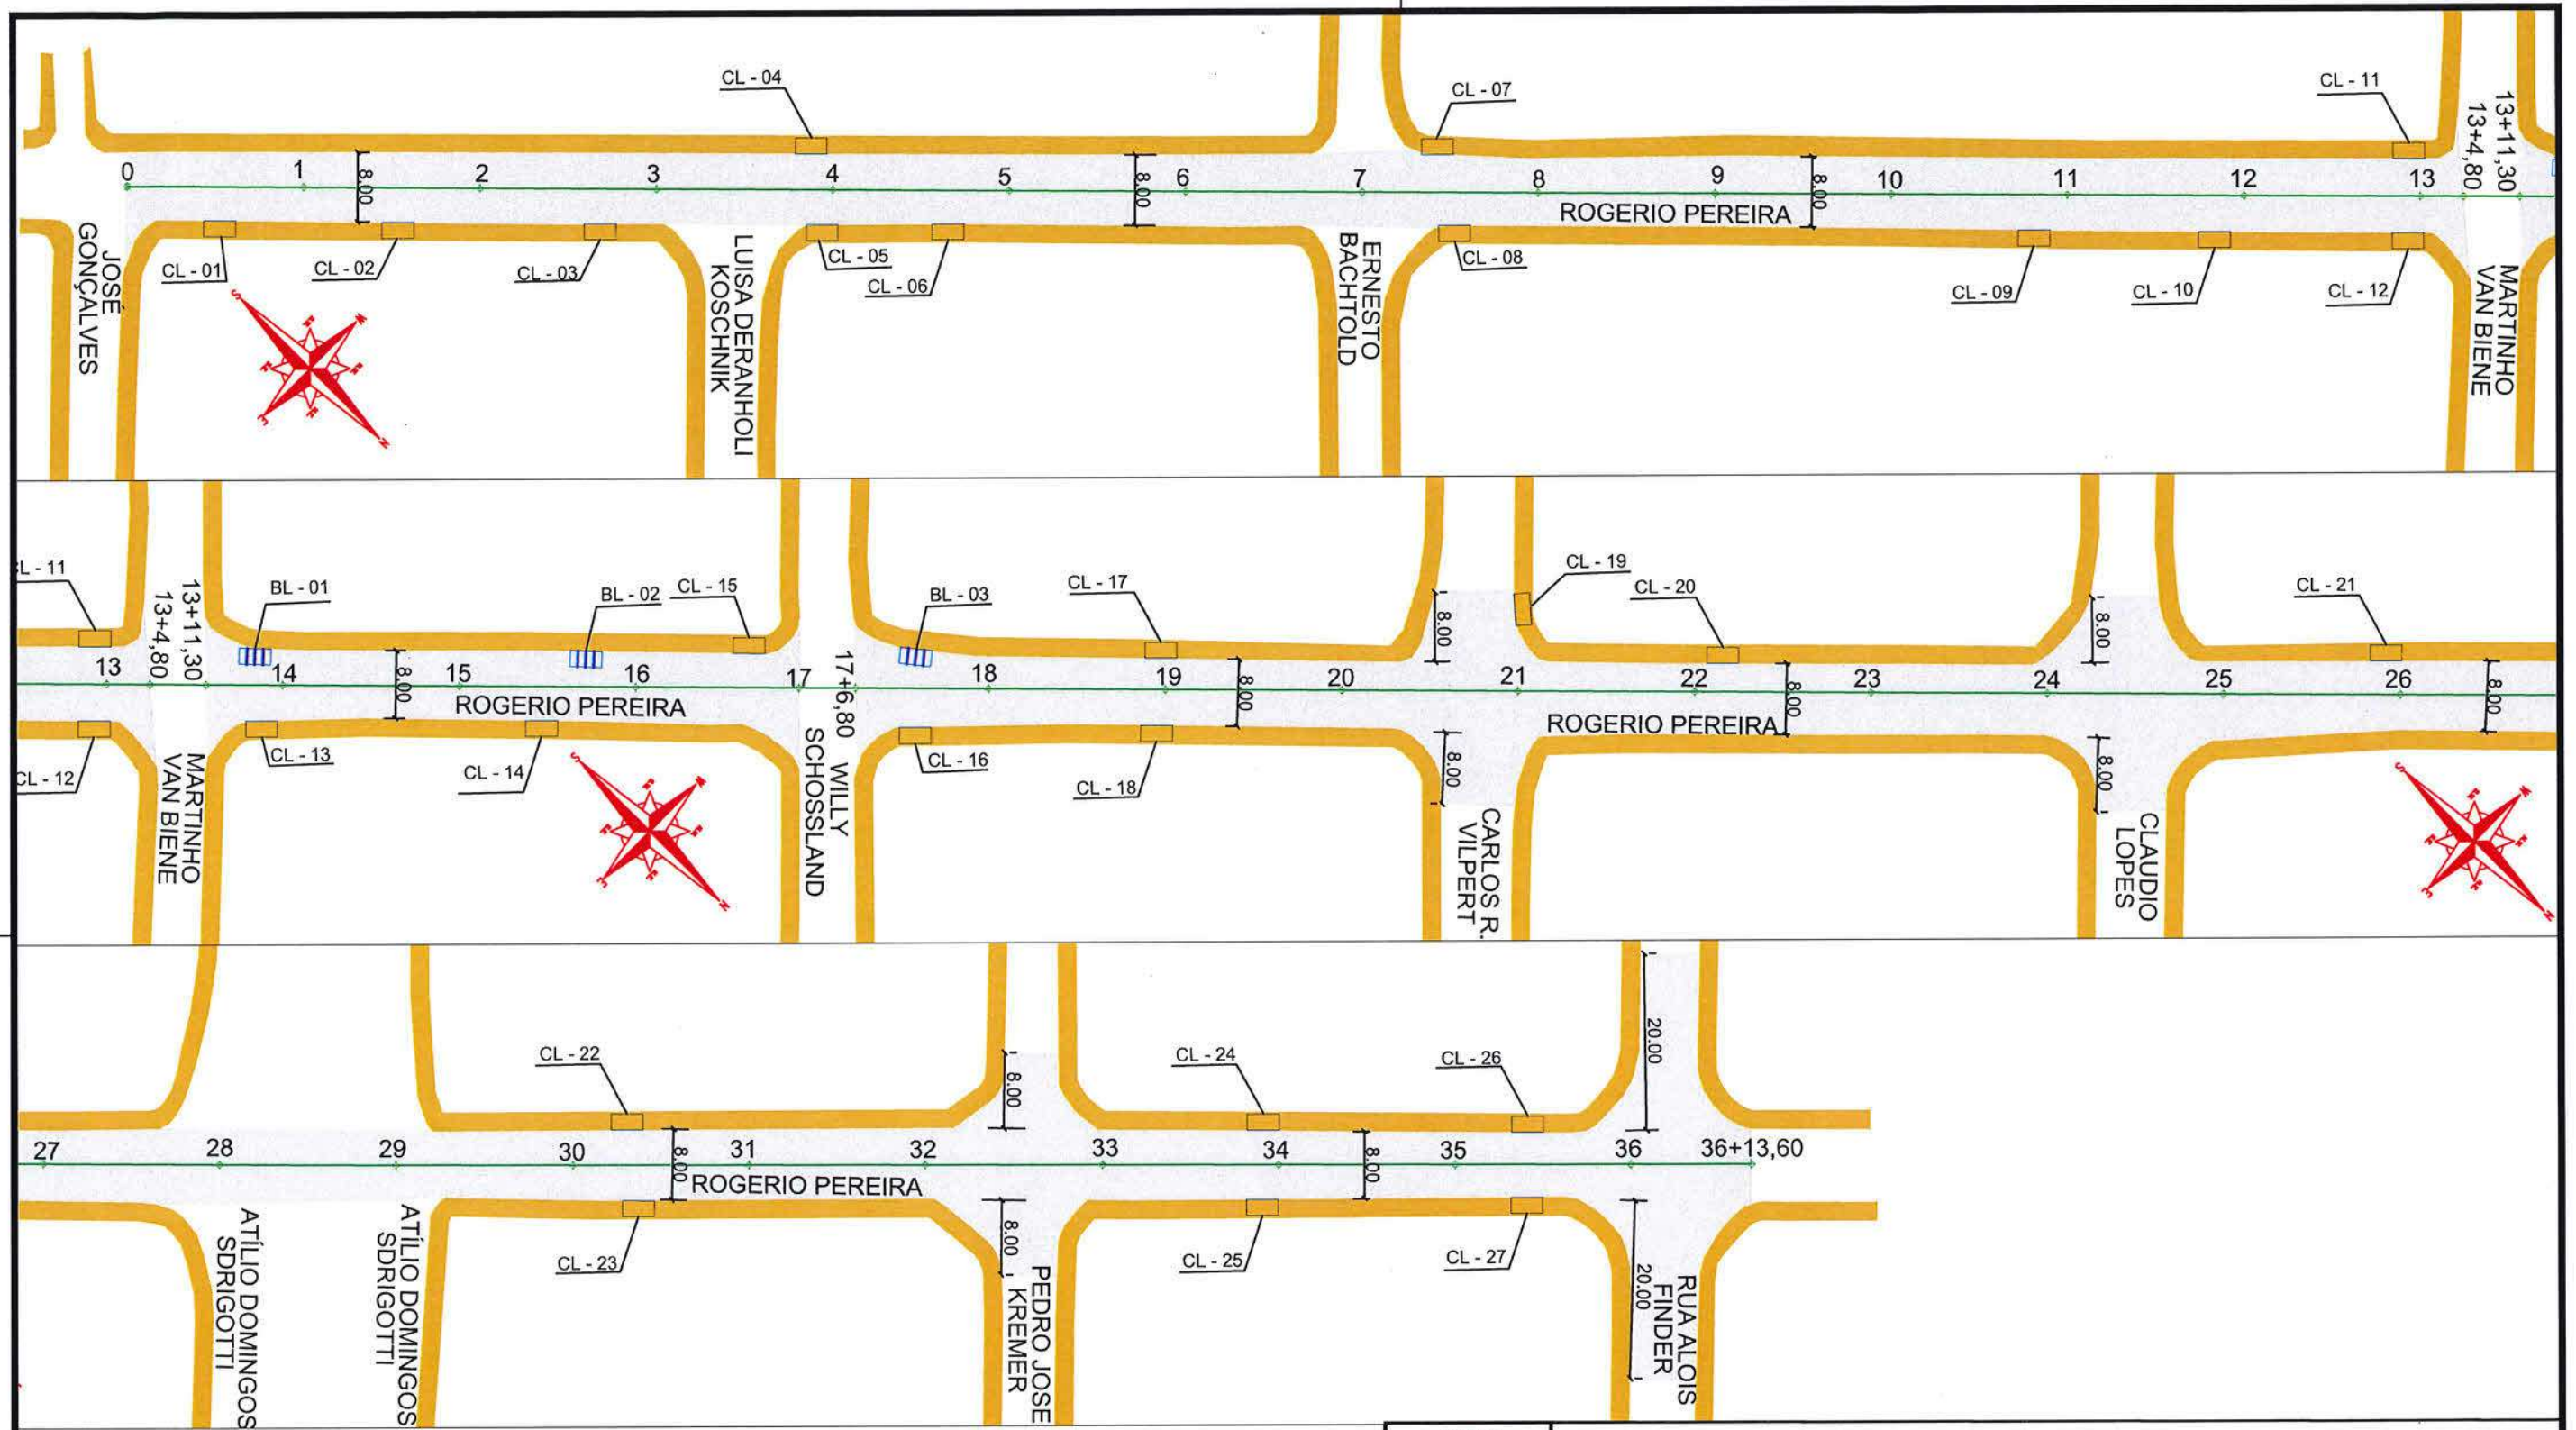 CL - 04
CL - 07
CL - 11
13+11,30
13+4,80
0
1
2
3
4
5
6
7
8
9
10
11
12
13
8.00
8.00
8.00
ROGERIO PEREIRA
JOSÉ
GONÇALVES
CL - 01
CL - 02
CL - 03
LUISA DERANHOLI
KOSCHNIK
CL - 05
CL - 06
ERNESTO
BACHTOLD
CL - 08
CL - 09
CL - 10
CL - 12
MARTINHO
VAN BIENE
S
N
L - 11
13+11,30
13+4,80
BL - 01
BL - 02
CL - 15
BL - 03
CL - 17
CL - 19
CL - 20
CL - 21
8.00
8.00
13
14
15
16
17
17+6,80
18
19
20
21
22
23
24
25
26
8.00
8.00
8.00
8.00
ROGERIO PEREIRA
ROGERIO PEREIRA
CL - 12
MARTINHO
VAN BIENE
CL - 13
CL - 14
WILLY
SCHOSSLAND
CL - 16
CL - 18
8.00
CARLOS R.
VILPERT
8.00
CLAUDIO
LOPES
S
N
S
N
CL - 22
CL - 24
CL - 26
8.00
20.00
27
28
29
30
31
32
33
34
35
36
36+13,60
8.00
8.00
ROGERIO PEREIRA
ATÍLIO DOMINGOS
SDRIGOTTI
ATÍLIO DOMINGOS
SDRIGOTTI
CL - 23
8.00
PEDRO JOSE
KREMER
CL - 25
CL - 27
20.00
RUA ALOIS
FINDER